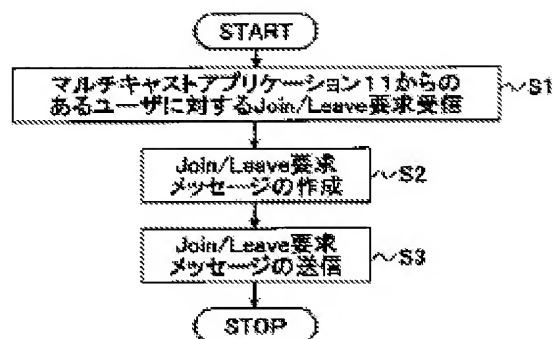 START
マルチキャストアプリケーション11からの
あるユーザに対するJoin/Leave要求受信
S1
Join/Leave要求
メッセージの作成
S2
Join/Leave要求
メッセージの送信
S3
STOP